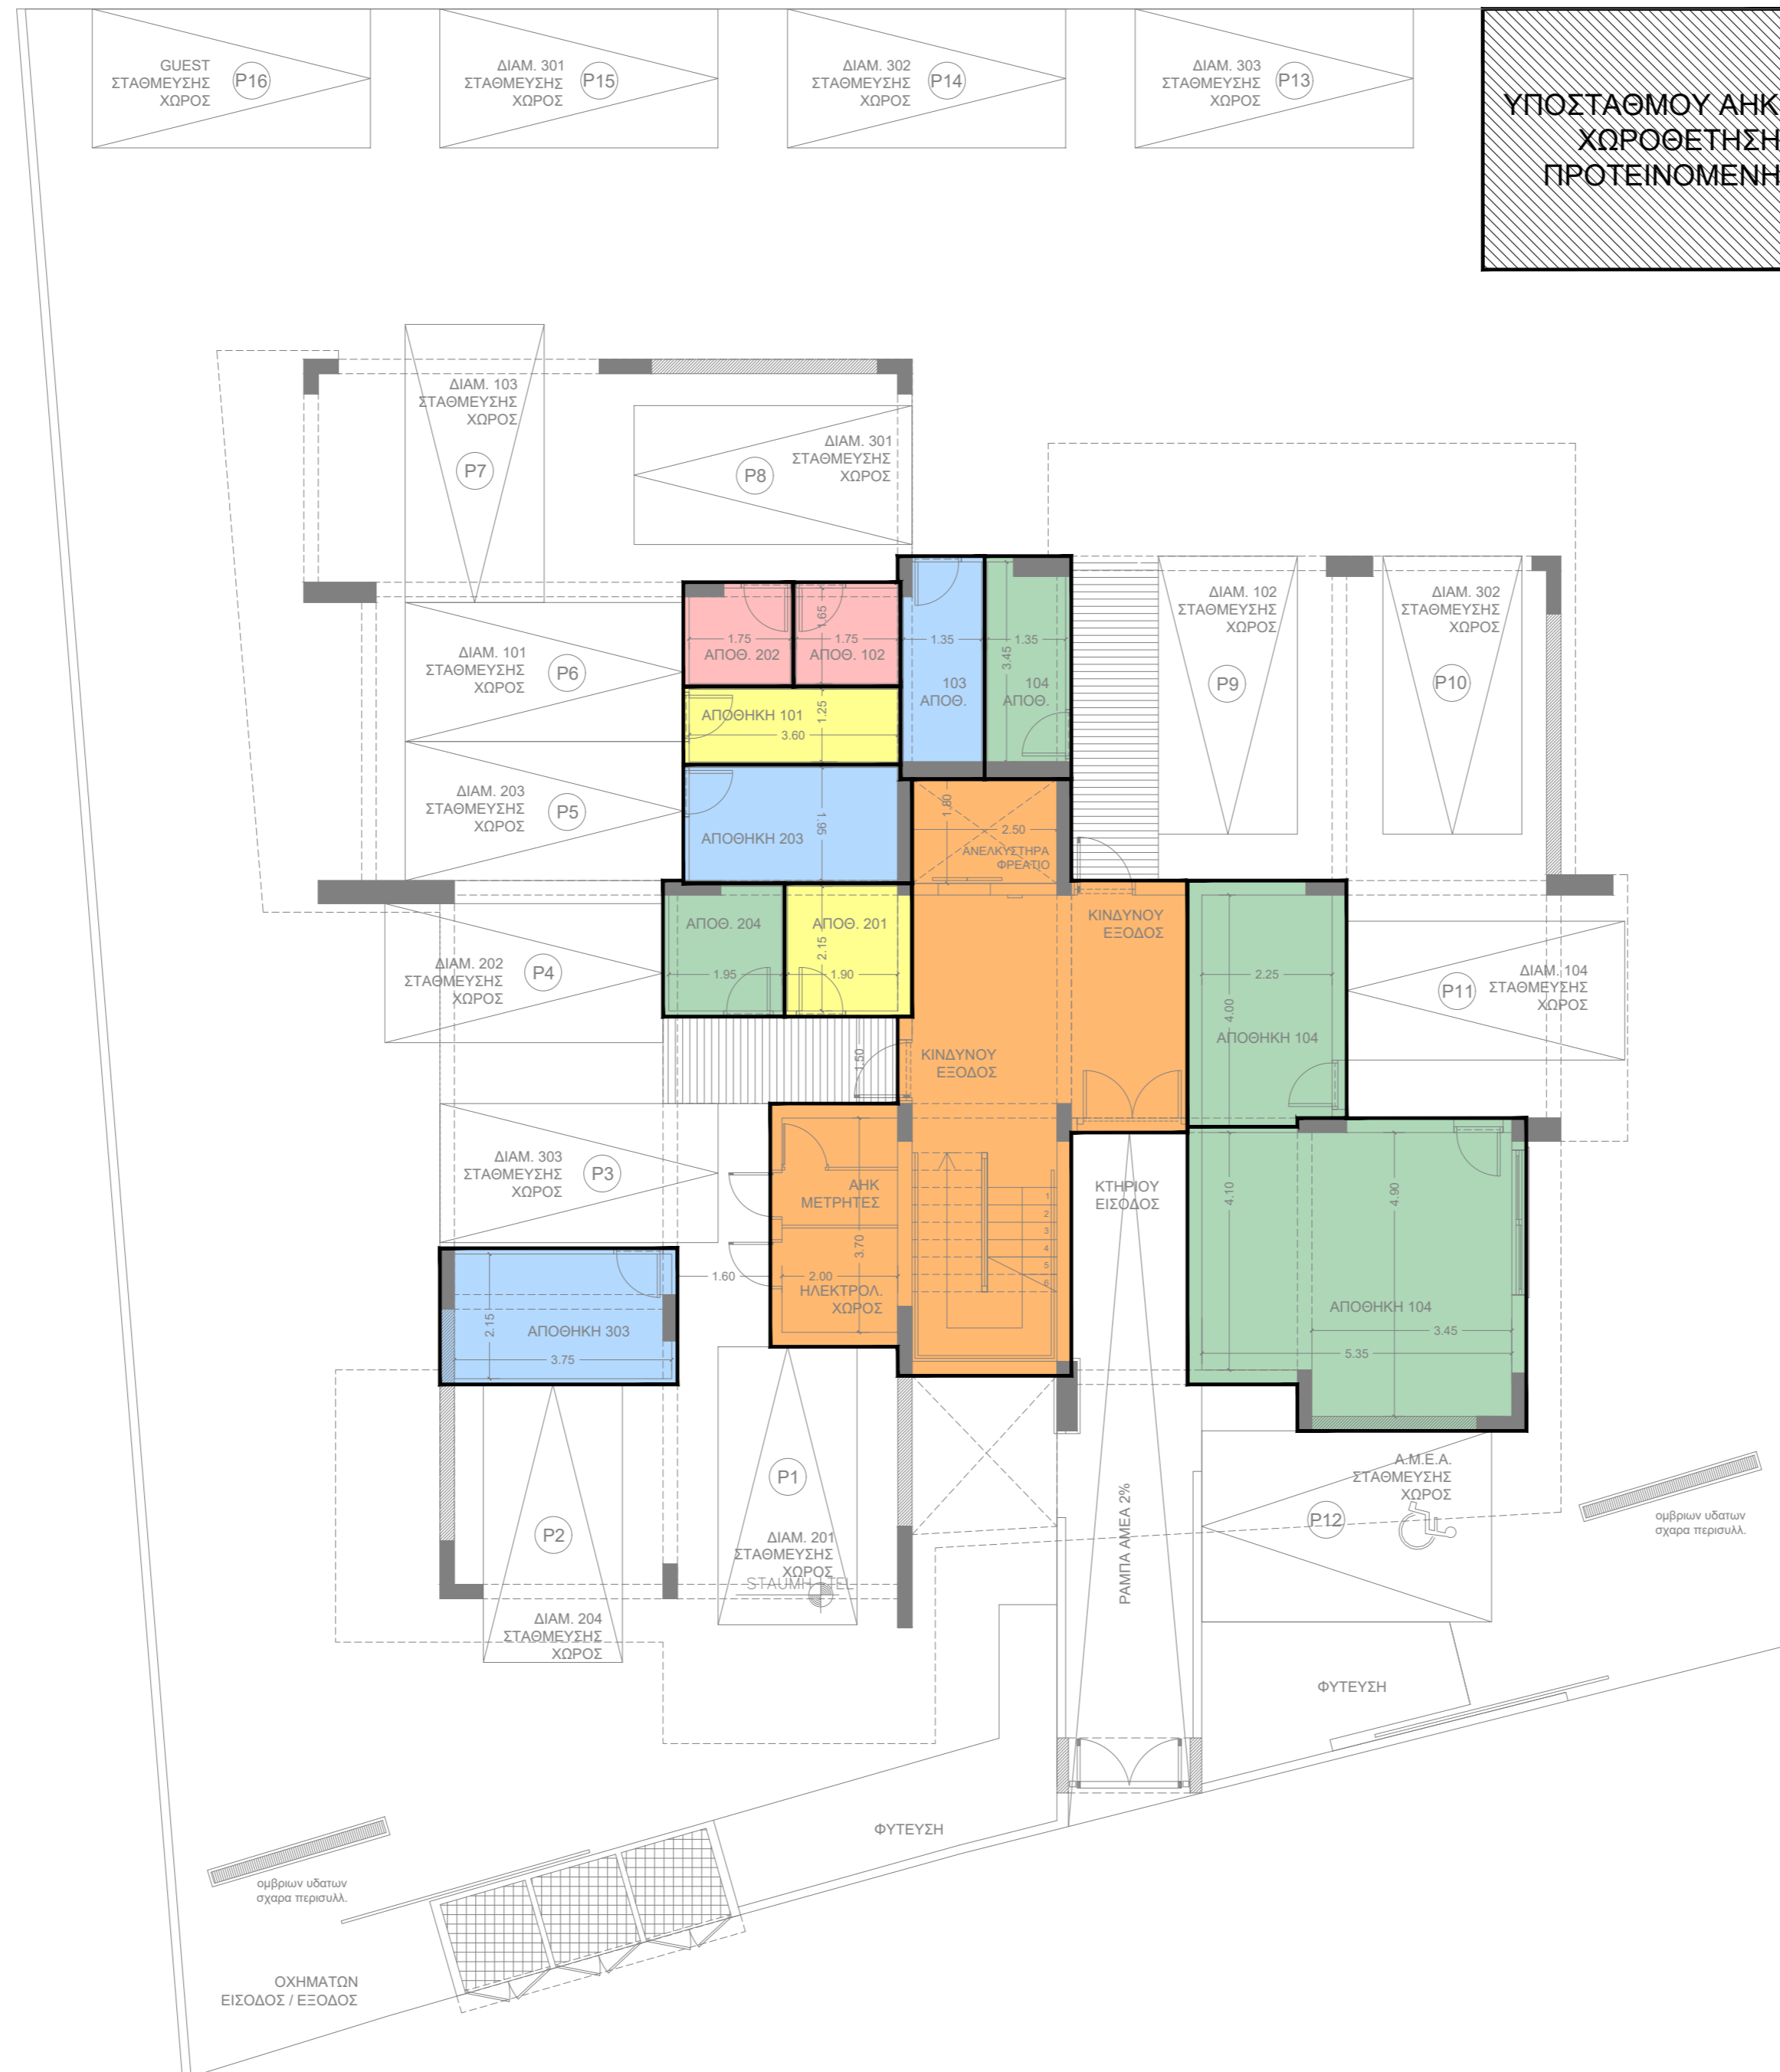 GUEST
ΣΤΑΘΜΕΥΣΗΣ
ΧΩΡΟΣ
P16
ΔΙΑΜ. 301
ΣΤΑΘΜΕΥΣΗΣ
ΧΩΡΟΣ
P15
ΔΙΑΜ. 302
ΣΤΑΘΜΕΥΣΗΣ
ΧΩΡΟΣ
P14
ΔΙΑΜ. 303
ΣΤΑΘΜΕΥΣΗΣ
ΧΩΡΟΣ
P13
ΥΠΟΣΤΑΘΜΟΥ ΑΗΚ
ΧΩΡΟΘΕΤΗΣΗ
ΠΡΟΤΕΙΝΟΜΕΝΗ
ΔΙΑΜ. 103
ΣΤΑΘΜΕΥΣΗΣ
ΧΩΡΟΣ
P7
ΔΙΑΜ. 301
ΣΤΑΘΜΕΥΣΗΣ
ΧΩΡΟΣ
P8
ΔΙΑΜ. 101
ΣΤΑΘΜΕΥΣΗΣ
ΧΩΡΟΣ
P6
1.75
ΑΠΟΘ. 202
1.65
1.75
ΑΠΟΘ. 102
1.35
103
ΑΠΟΘ.
1.35
3.45
104
ΑΠΟΘ.
ΔΙΑΜ. 102
ΣΤΑΘΜΕΥΣΗΣ
ΧΩΡΟΣ
P9
ΔΙΑΜ. 302
ΣΤΑΘΜΕΥΣΗΣ
ΧΩΡΟΣ
P10
ΑΠΟΘΗΚΗ 101
1.25
3.60
ΔΙΑΜ. 203
ΣΤΑΘΜΕΥΣΗΣ
ΧΩΡΟΣ
P5
ΑΠΟΘΗΚΗ 203
1.95
1.80
2.50
ΑΝΕΛΚΥΣΤΗΡΑ
ΦΡΕΑΤΙΟ
ΔΙΑΜ. 202
ΣΤΑΘΜΕΥΣΗΣ
ΧΩΡΟΣ
P4
ΑΠΟΘ. 204
1.95
ΑΠΟΘ. 201
2.15
1.90
ΚΙΝΔΥΝΟΥ
ΕΞΟΔΟΣ
2.25
4.00
ΑΠΟΘΗΚΗ 104
P11
ΔΙΑΜ. 104
ΣΤΑΘΜΕΥΣΗΣ
ΧΩΡΟΣ
1.50
ΚΙΝΔΥΝΟΥ
ΕΞΟΔΟΣ
ΔΙΑΜ. 303
ΣΤΑΘΜΕΥΣΗΣ
ΧΩΡΟΣ
P3
ΑΗΚ
ΜΕΤΡΗΤΕΣ
3.70
2.00
ΗΛΕΚΤΡΟΛ.
ΧΩΡΟΣ
1.60
1
2
3
4
5
6
ΚΤΗΡΙΟΥ
ΕΙΣΟΔΟΣ
4.10
4.90
ΑΠΟΘΗΚΗ 104
3.45
5.35
2.15
ΑΠΟΘΗΚΗ 303
3.75
P2
ΔΙΑΜ. 204
ΣΤΑΘΜΕΥΣΗΣ
ΧΩΡΟΣ
P1
ΔΙΑΜ. 201
ΣΤΑΘΜΕΥΣΗΣ
ΧΩΡΟΣ
ΡΑΜΠΑ ΑΜΕΑ 2%
Α.Μ.Ε.Α.
ΣΤΑΘΜΕΥΣΗΣ
ΧΩΡΟΣ
P12
ομβριων υδατων
σχαρα περισυλλ.
ΦΥΤΕΥΣΗ
ΦΥΤΕΥΣΗ
ομβριων υδατων
σχαρα περισυλλ.
ΟΧΗΜΑΤΩΝ
ΕΙΣΟΔΟΣ / ΕΞΟΔΟΣ